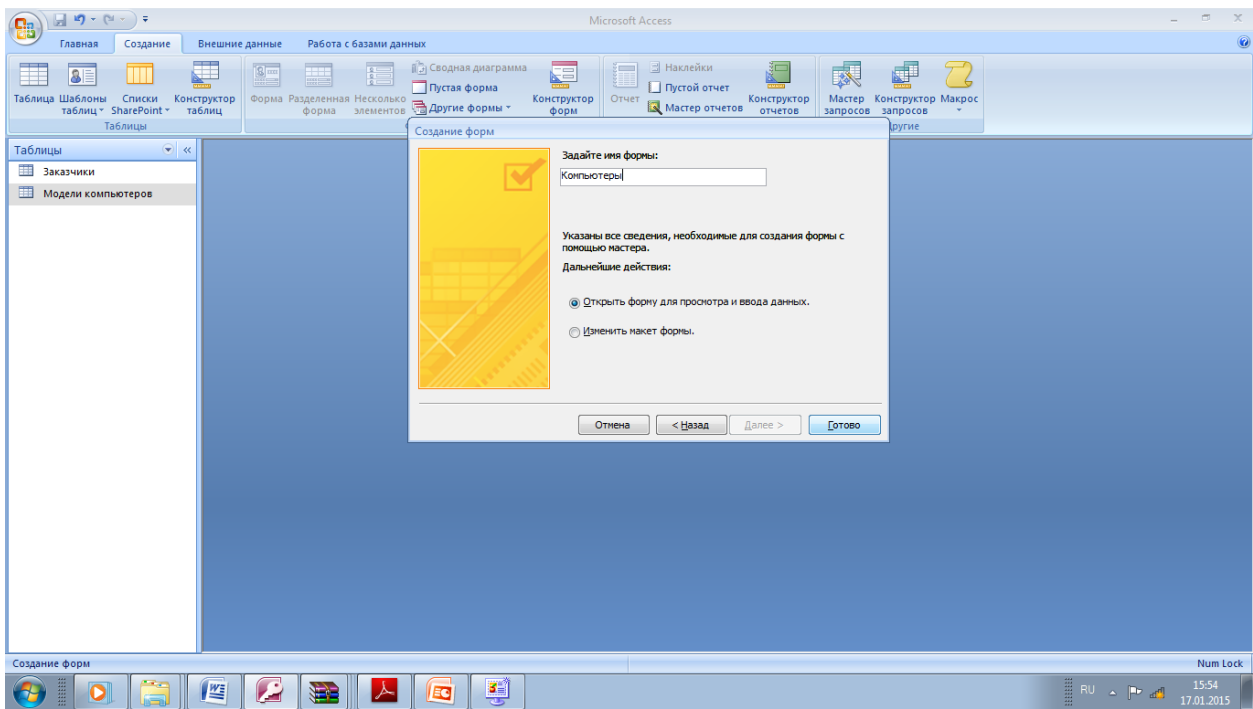 Microsoft Access
Главная Создание Внешние данные Работа с базами данных
Таблица
Шаблоны таблиц
Списки SharePoint
Конструктор таблиц
Таблицы
Форма
Разделенная форма
Несколько элементов
Сводная диаграмма
Пустая форма
Другие формы
Конструктор форм
Отчет
Наклейки
Пустой отчет
Мастер отчетов
Конструктор отчетов
Мастер запросов
Конструктор запросов
Макрос
Другие
Таблицы
Заказчики
Модели компьютеров
Создание форм
Задайте имя формы:
Компьютеры
Указаны все сведения, необходимые для создания формы с
помощью мастера.
Дальнейшие действия:
Открыть форму для просмотра и ввода данных.
Изменить макет формы.
Отмена < Назад Далее > Готово
Создание форм
Num Lock
RU
15:54
17.01.2015